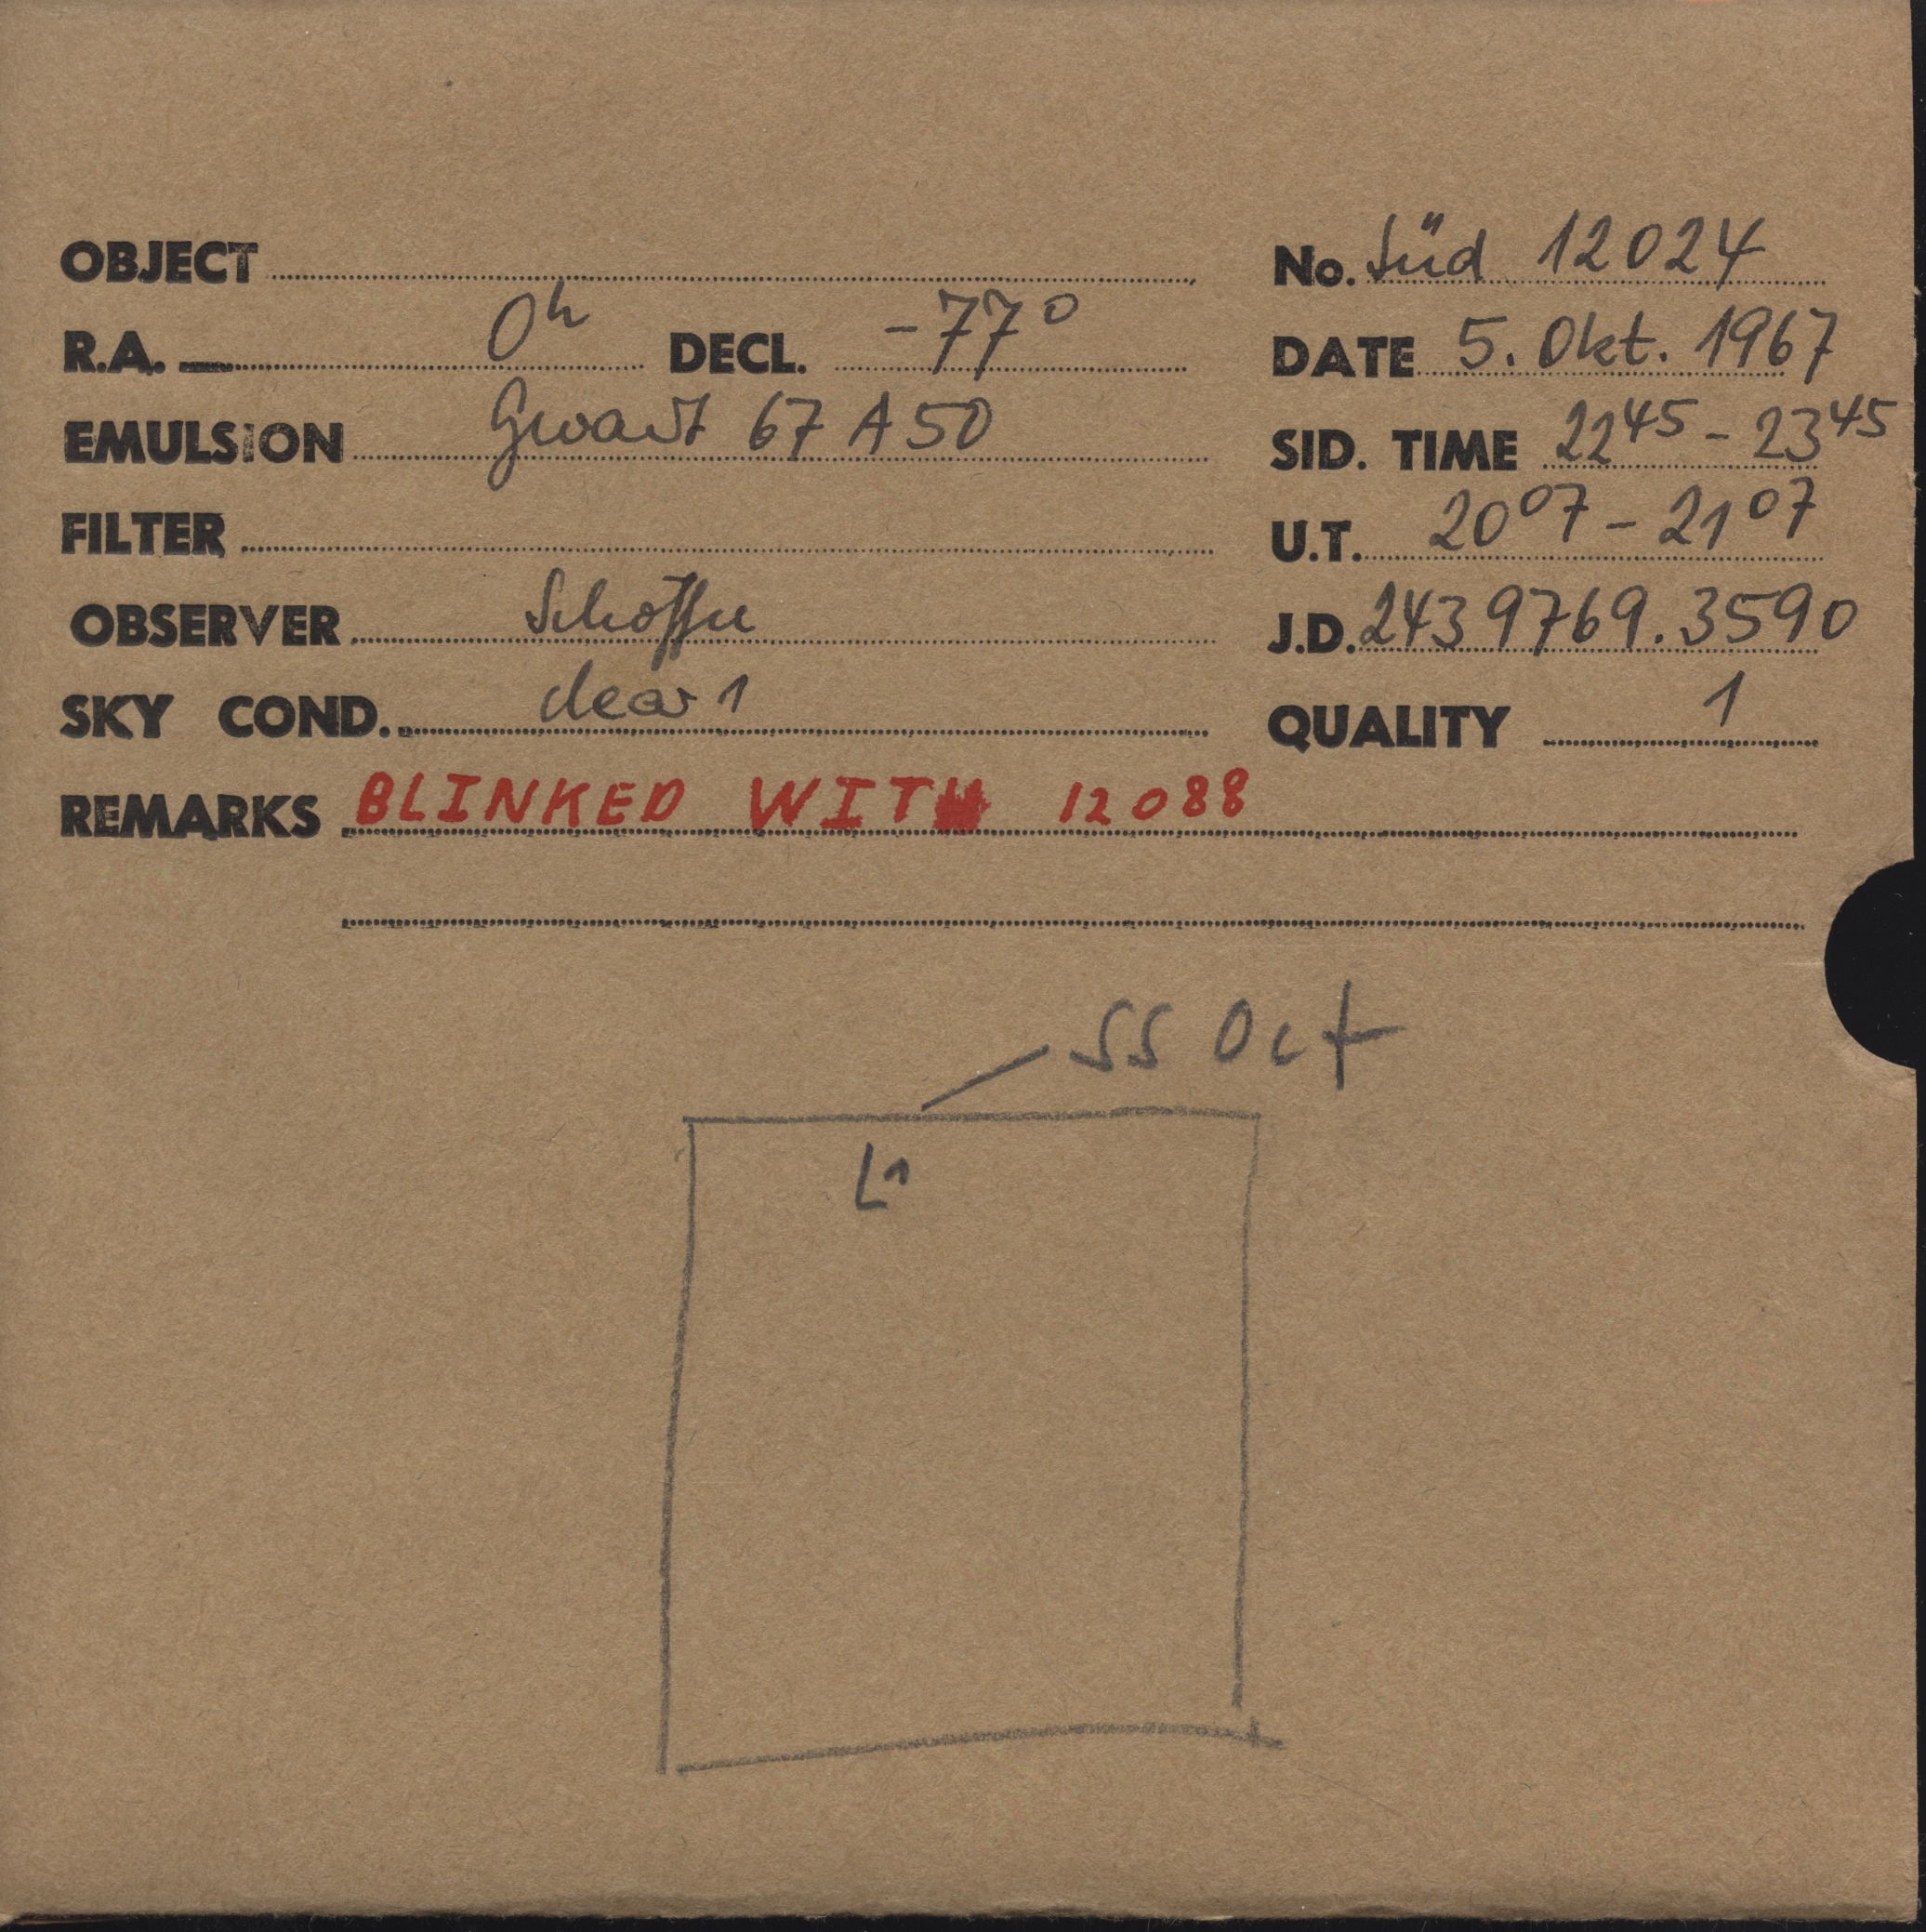 OBJECT No. Süd 12024
R.A. 0h DECL. -77°
DATE 5. Okt. 1967
EMULSION Gevaert 67 A 50
SID. TIME 22 45 - 23 45
FILTER
U.T. 20 07 - 21 07
OBSERVER
J.D. 2439769.3590
SKY COND. clear 1
QUALITY 1
REMARKS BLINKED WITH 12088
SS Oct
L1